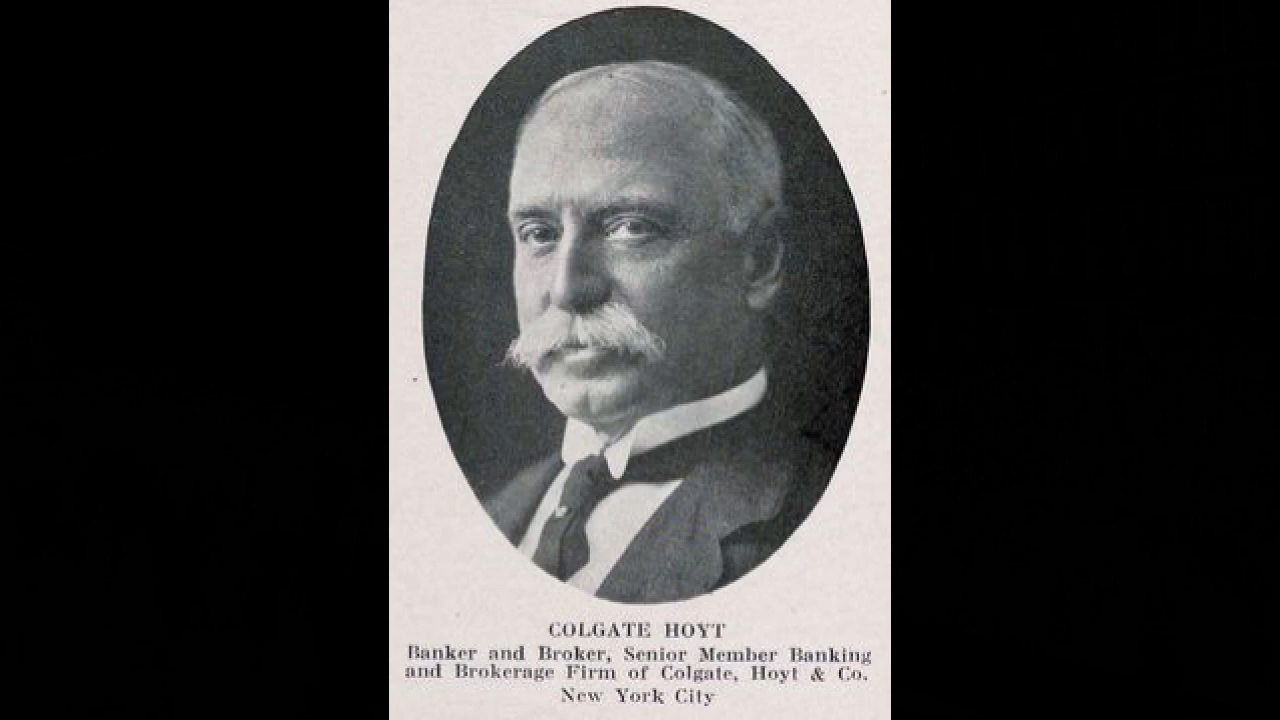 COLGATE HOYT
Banker and Broker, Senior Member Banking
and Brokerage Firm of Colgate, Hoyt & Co.
New York City